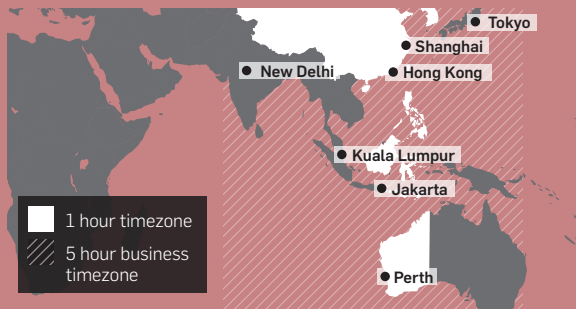 Tokyo
Shanghai
New Delhi
Hong Kong
Kuala Lumpur
Jakarta
1 hour timezone
5 hour business
timezone
Perth